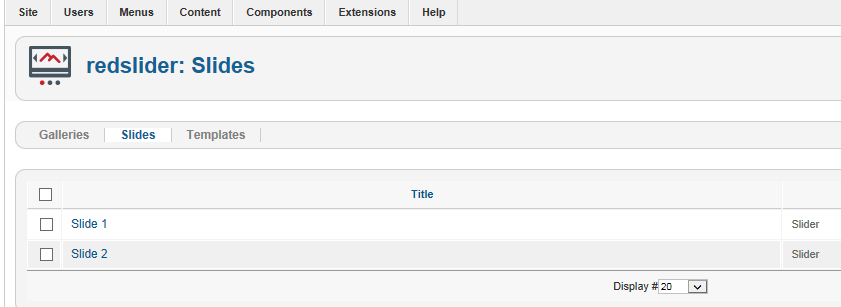 Site Users Menus Content Components Extensions Help
redslider: Slides
Galleries Slides Templates
Title
Slide 1 Slider
Slide 2 Slider
Display # 20